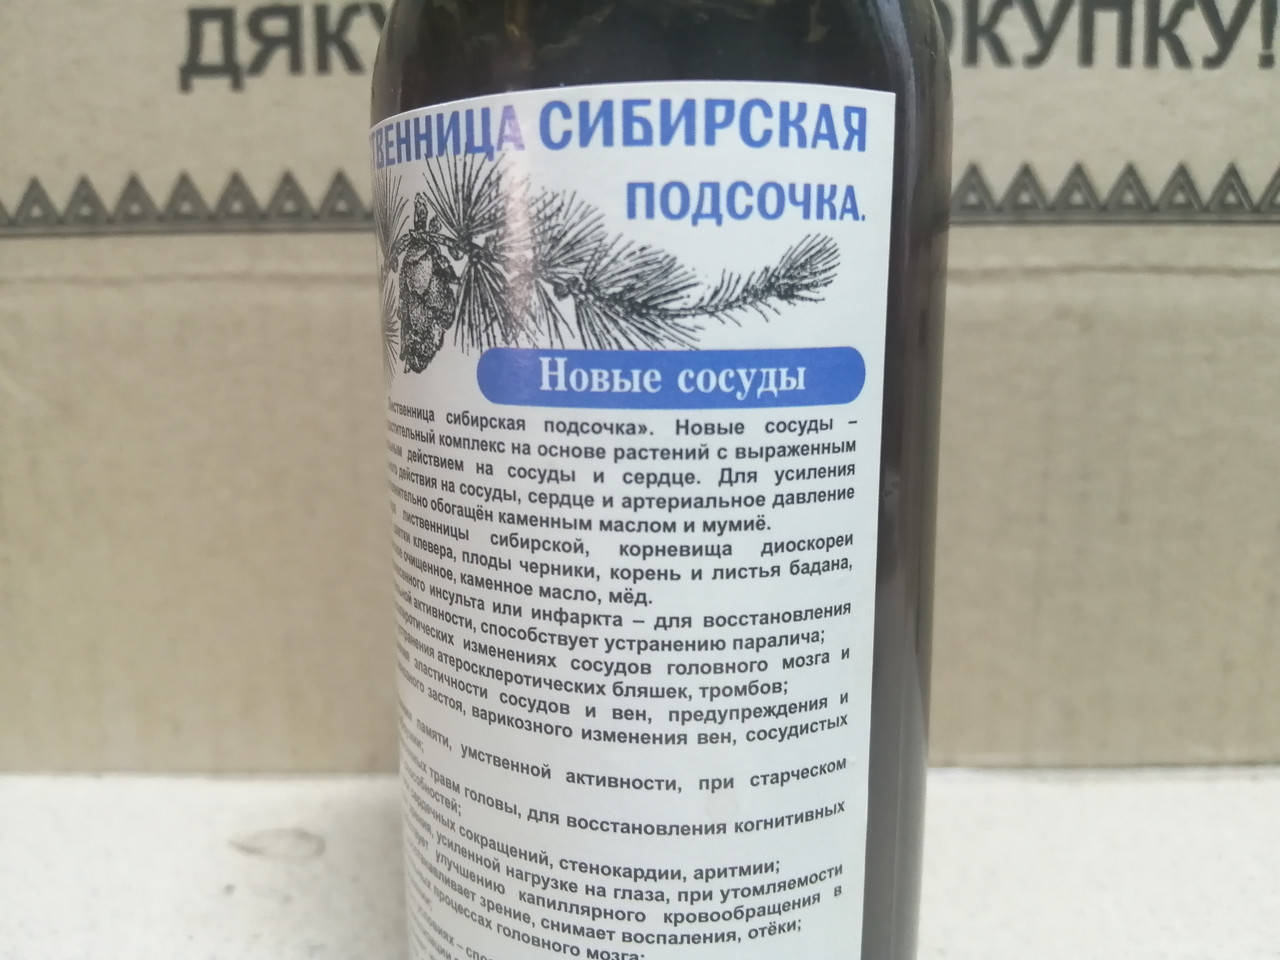 ДЯКУ
ОКУПКУ!
ТВЕННИЦА СИБИРСКАЯ
ПОДСОЧКА.
Новые сосуды
Лиственница сибирская подсочка». Новые сосуды –
комплекс на основе растений с выраженным
действием на сосуды и сердце. Для усиления
действия на сосуды, сердце и артериальное давление
обогащён каменным маслом и мумиё.
лиственницы сибирской, корневища диоскореи
цветки клевера, плоды черники, корень и листья бадана,
очищенное, каменное масло, мёд.
инсульта или инфаркта – для восстановления
активности, способствует устранению паралича;
изменениях сосудов головного мозга и
атеросклеротических бляшек, тромбов;
эластичности сосудов и вен, предупреждения и
застоя, варикозного изменения вен, сосудистых
памяти, умственной активности, при старческом
травм головы, для восстановления когнитивных
способностей;
сердечных сокращений, стенокардии, аритмии;
усиленной нагрузке на глаза, при утомляемости
улучшению капиллярного кровообращения в
зрение, снимает воспаления, отёки;
процессах головного мозга;